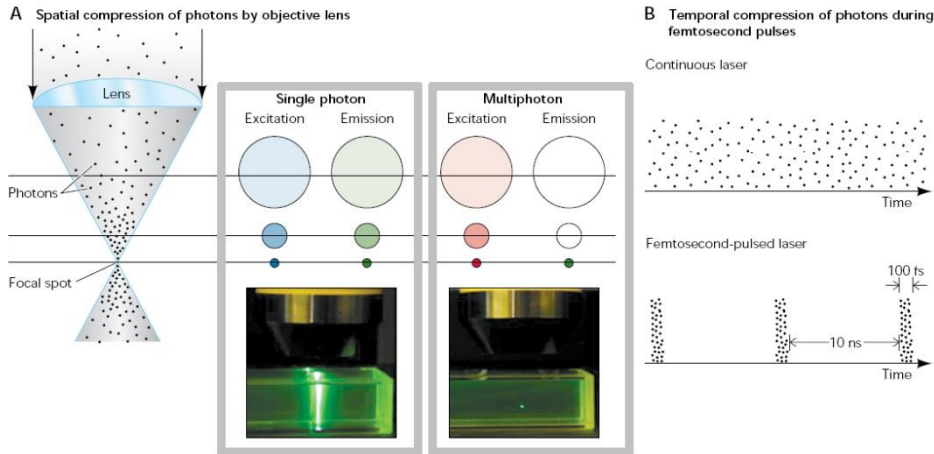 A Spatial compression of photons by objective lens
Lens
Photons
Focal spot
Single photon
Excitation Emission
Multiphoton
Excitation Emission
B Temporal compression of photons during
femtosecond pulses
Continuous laser
Time
Femtosecond-pulsed laser
100 fs
10 ns
Time